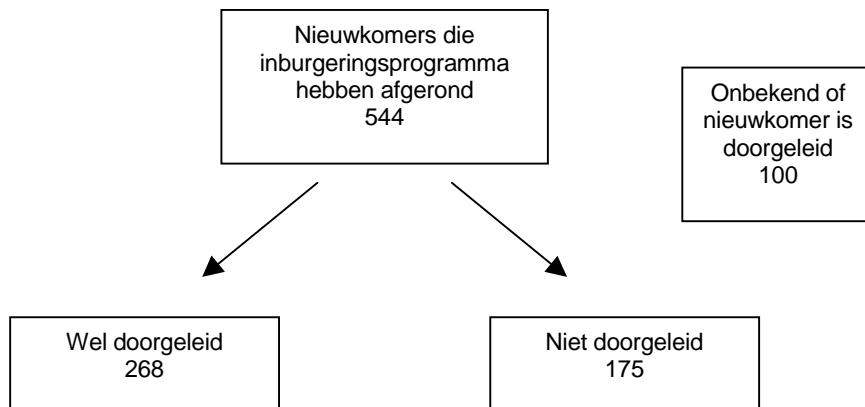 Nieuwkomers die
inburgeringsprogramma
hebben afgerond
544
Onbekend of
nieuwkomer is
doorgeleid
100
Wel doorgeleid
268
Niet doorgeleid
175